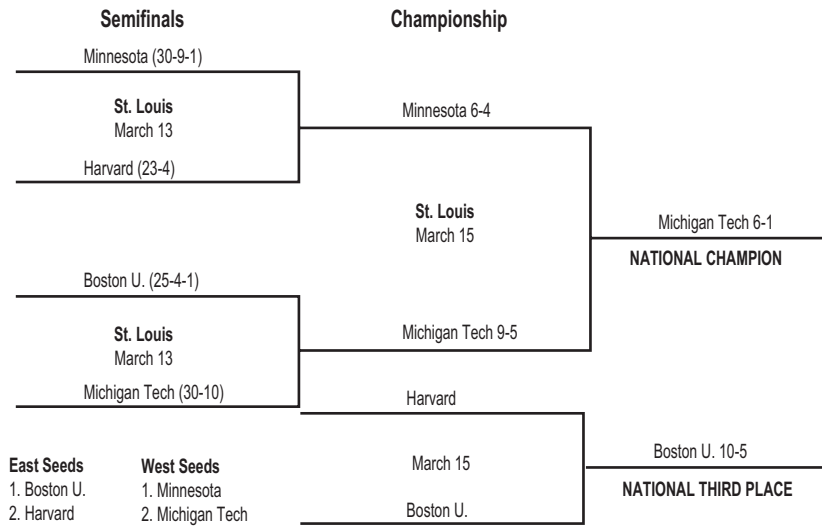 Semifinals
Championship
Minnesota (30-9-1)
St. Louis
March 13
Harvard (23-4)
Minnesota 6-4
St. Louis
March 15
Michigan Tech 6-1
NATIONAL CHAMPION
Boston U. (25-4-1)
St. Louis
March 13
Michigan Tech (30-10)
Michigan Tech 9-5
Harvard
March 15
Boston U.
Boston U. 10-5
NATIONAL THIRD PLACE
East Seeds
1. Boston U.
2. Harvard
West Seeds
1. Minnesota
2. Michigan Tech